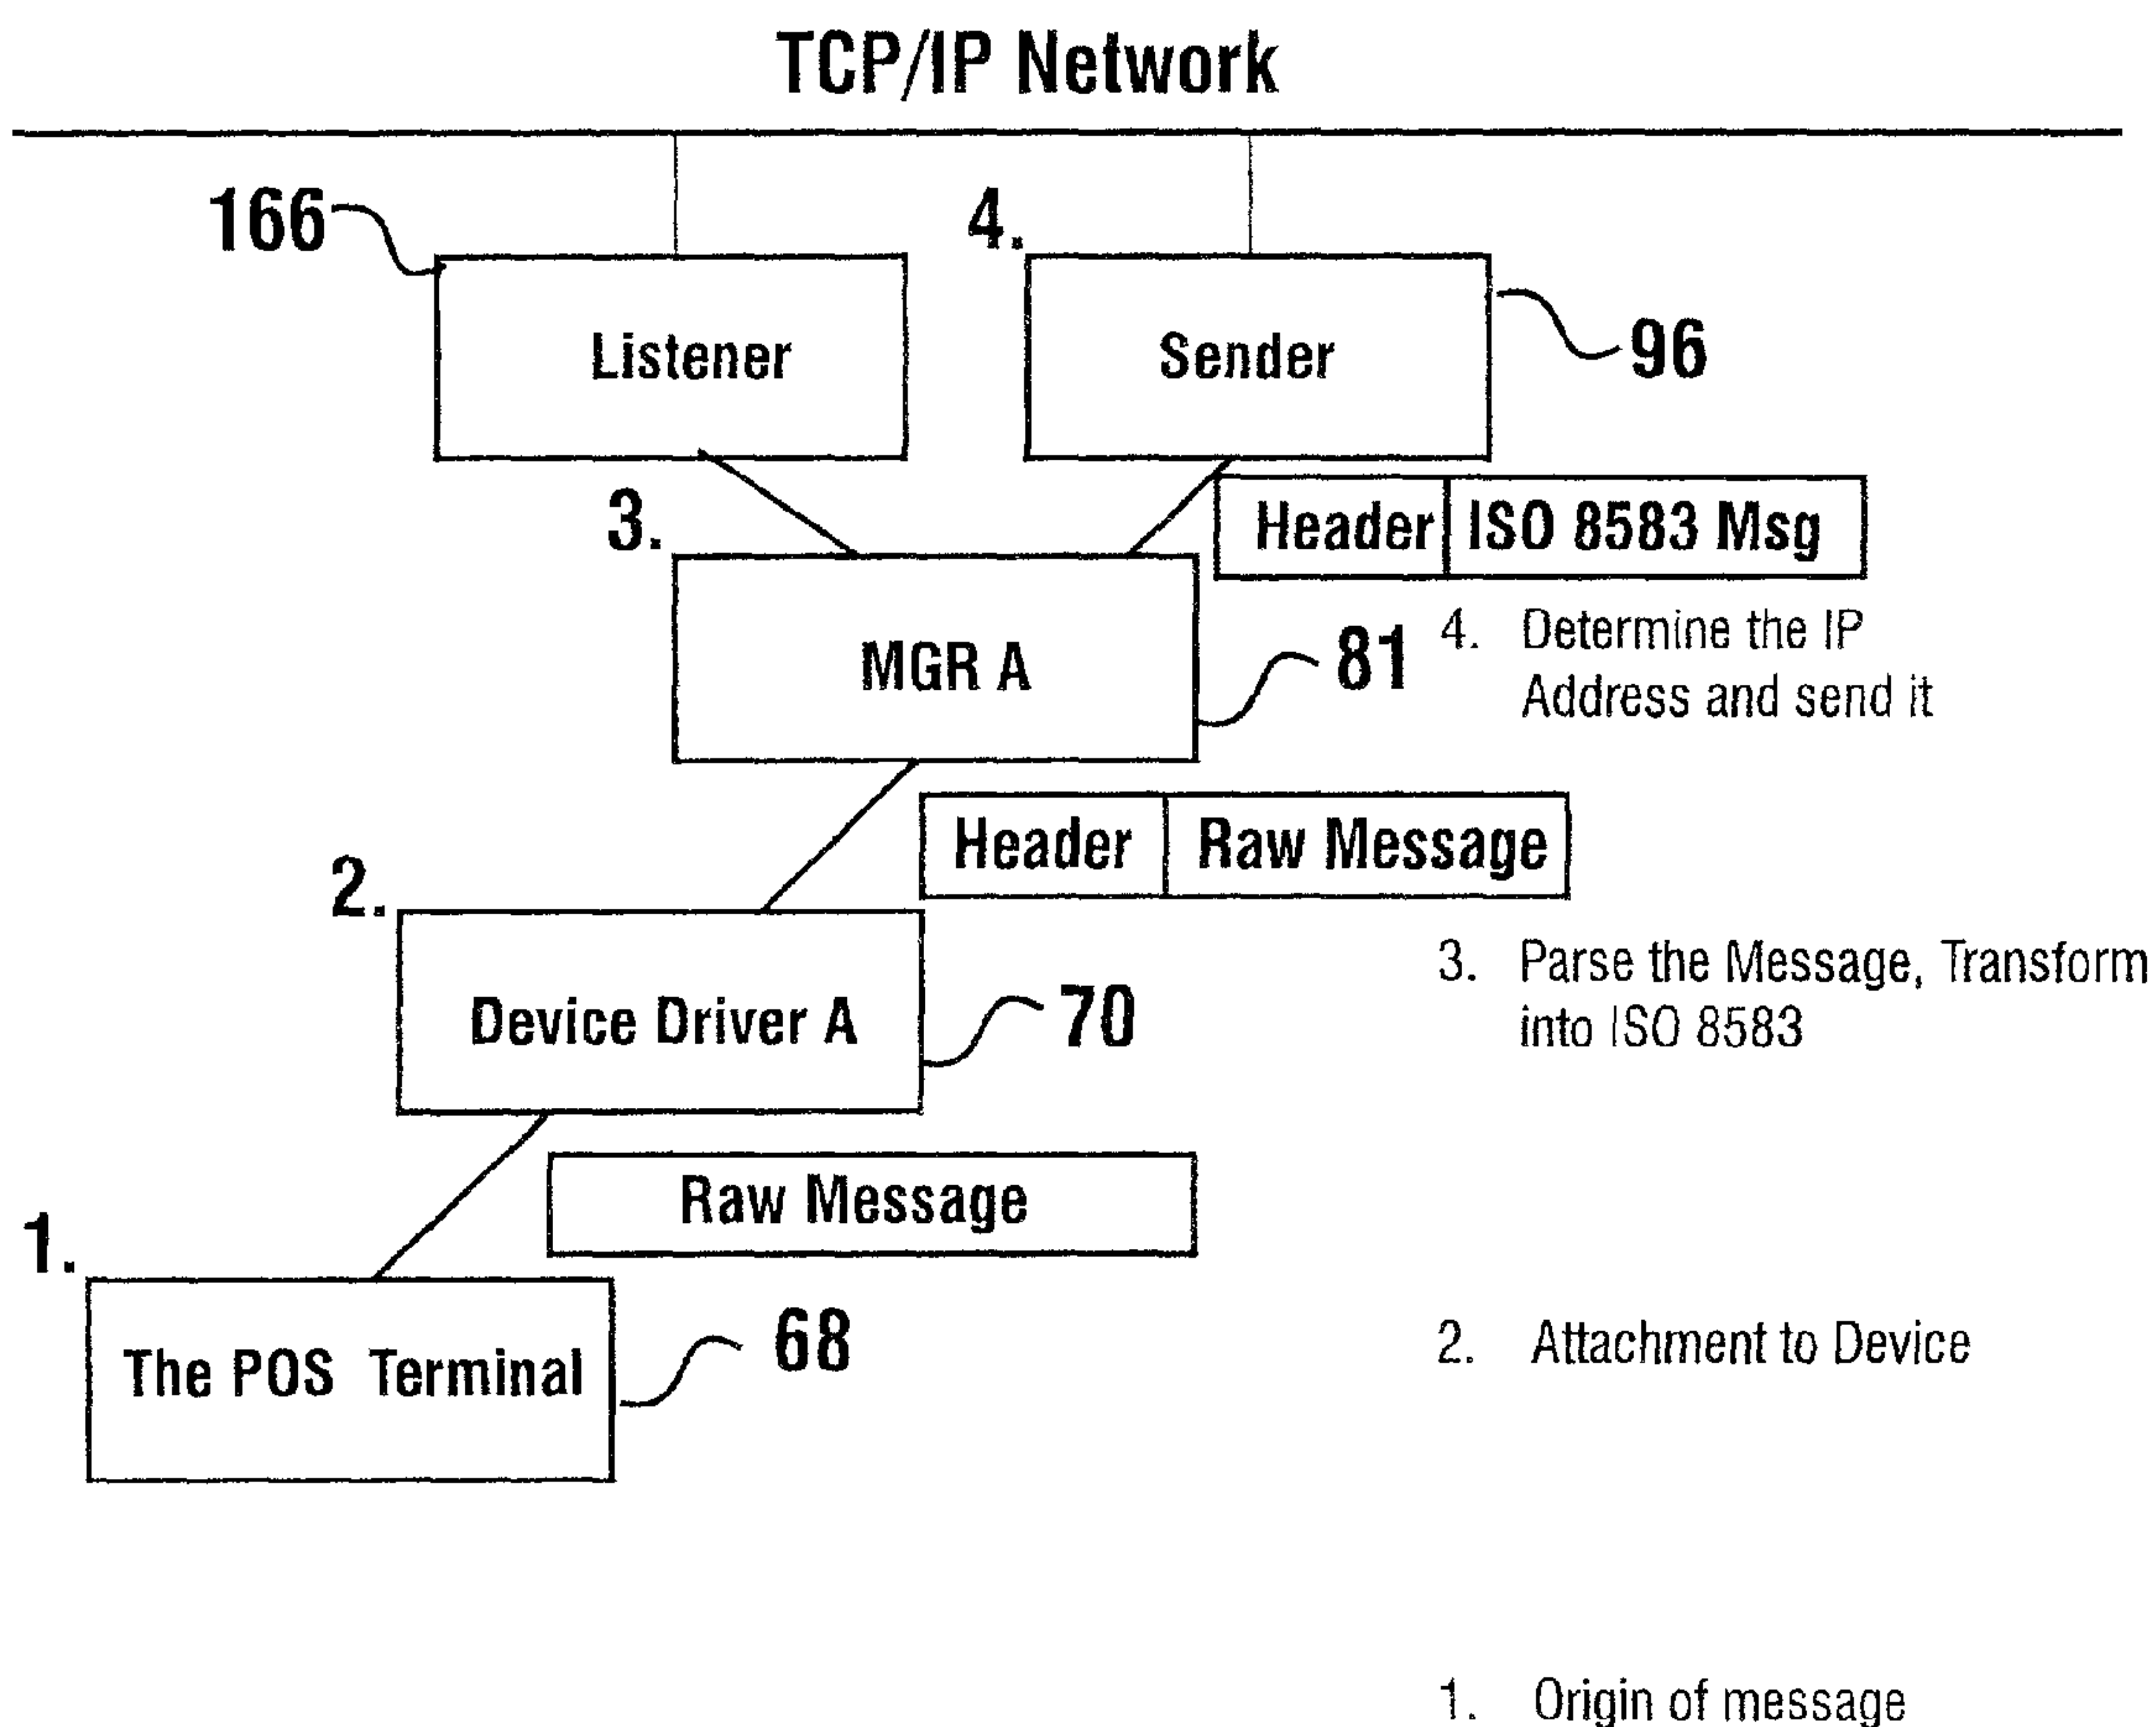 TCP/IP Network
166
4.
Listener
Sender
96
3.
Header ISO 8583 Msg
MGR A
81
4. Determine the IP
Address and send it
Header Raw Message
2.
Device Driver A
70
3. Parse the Message, Transform
into ISO 8583
Raw Message
1.
The POS Terminal
68
2. Attachment to Device
1. Origin of message